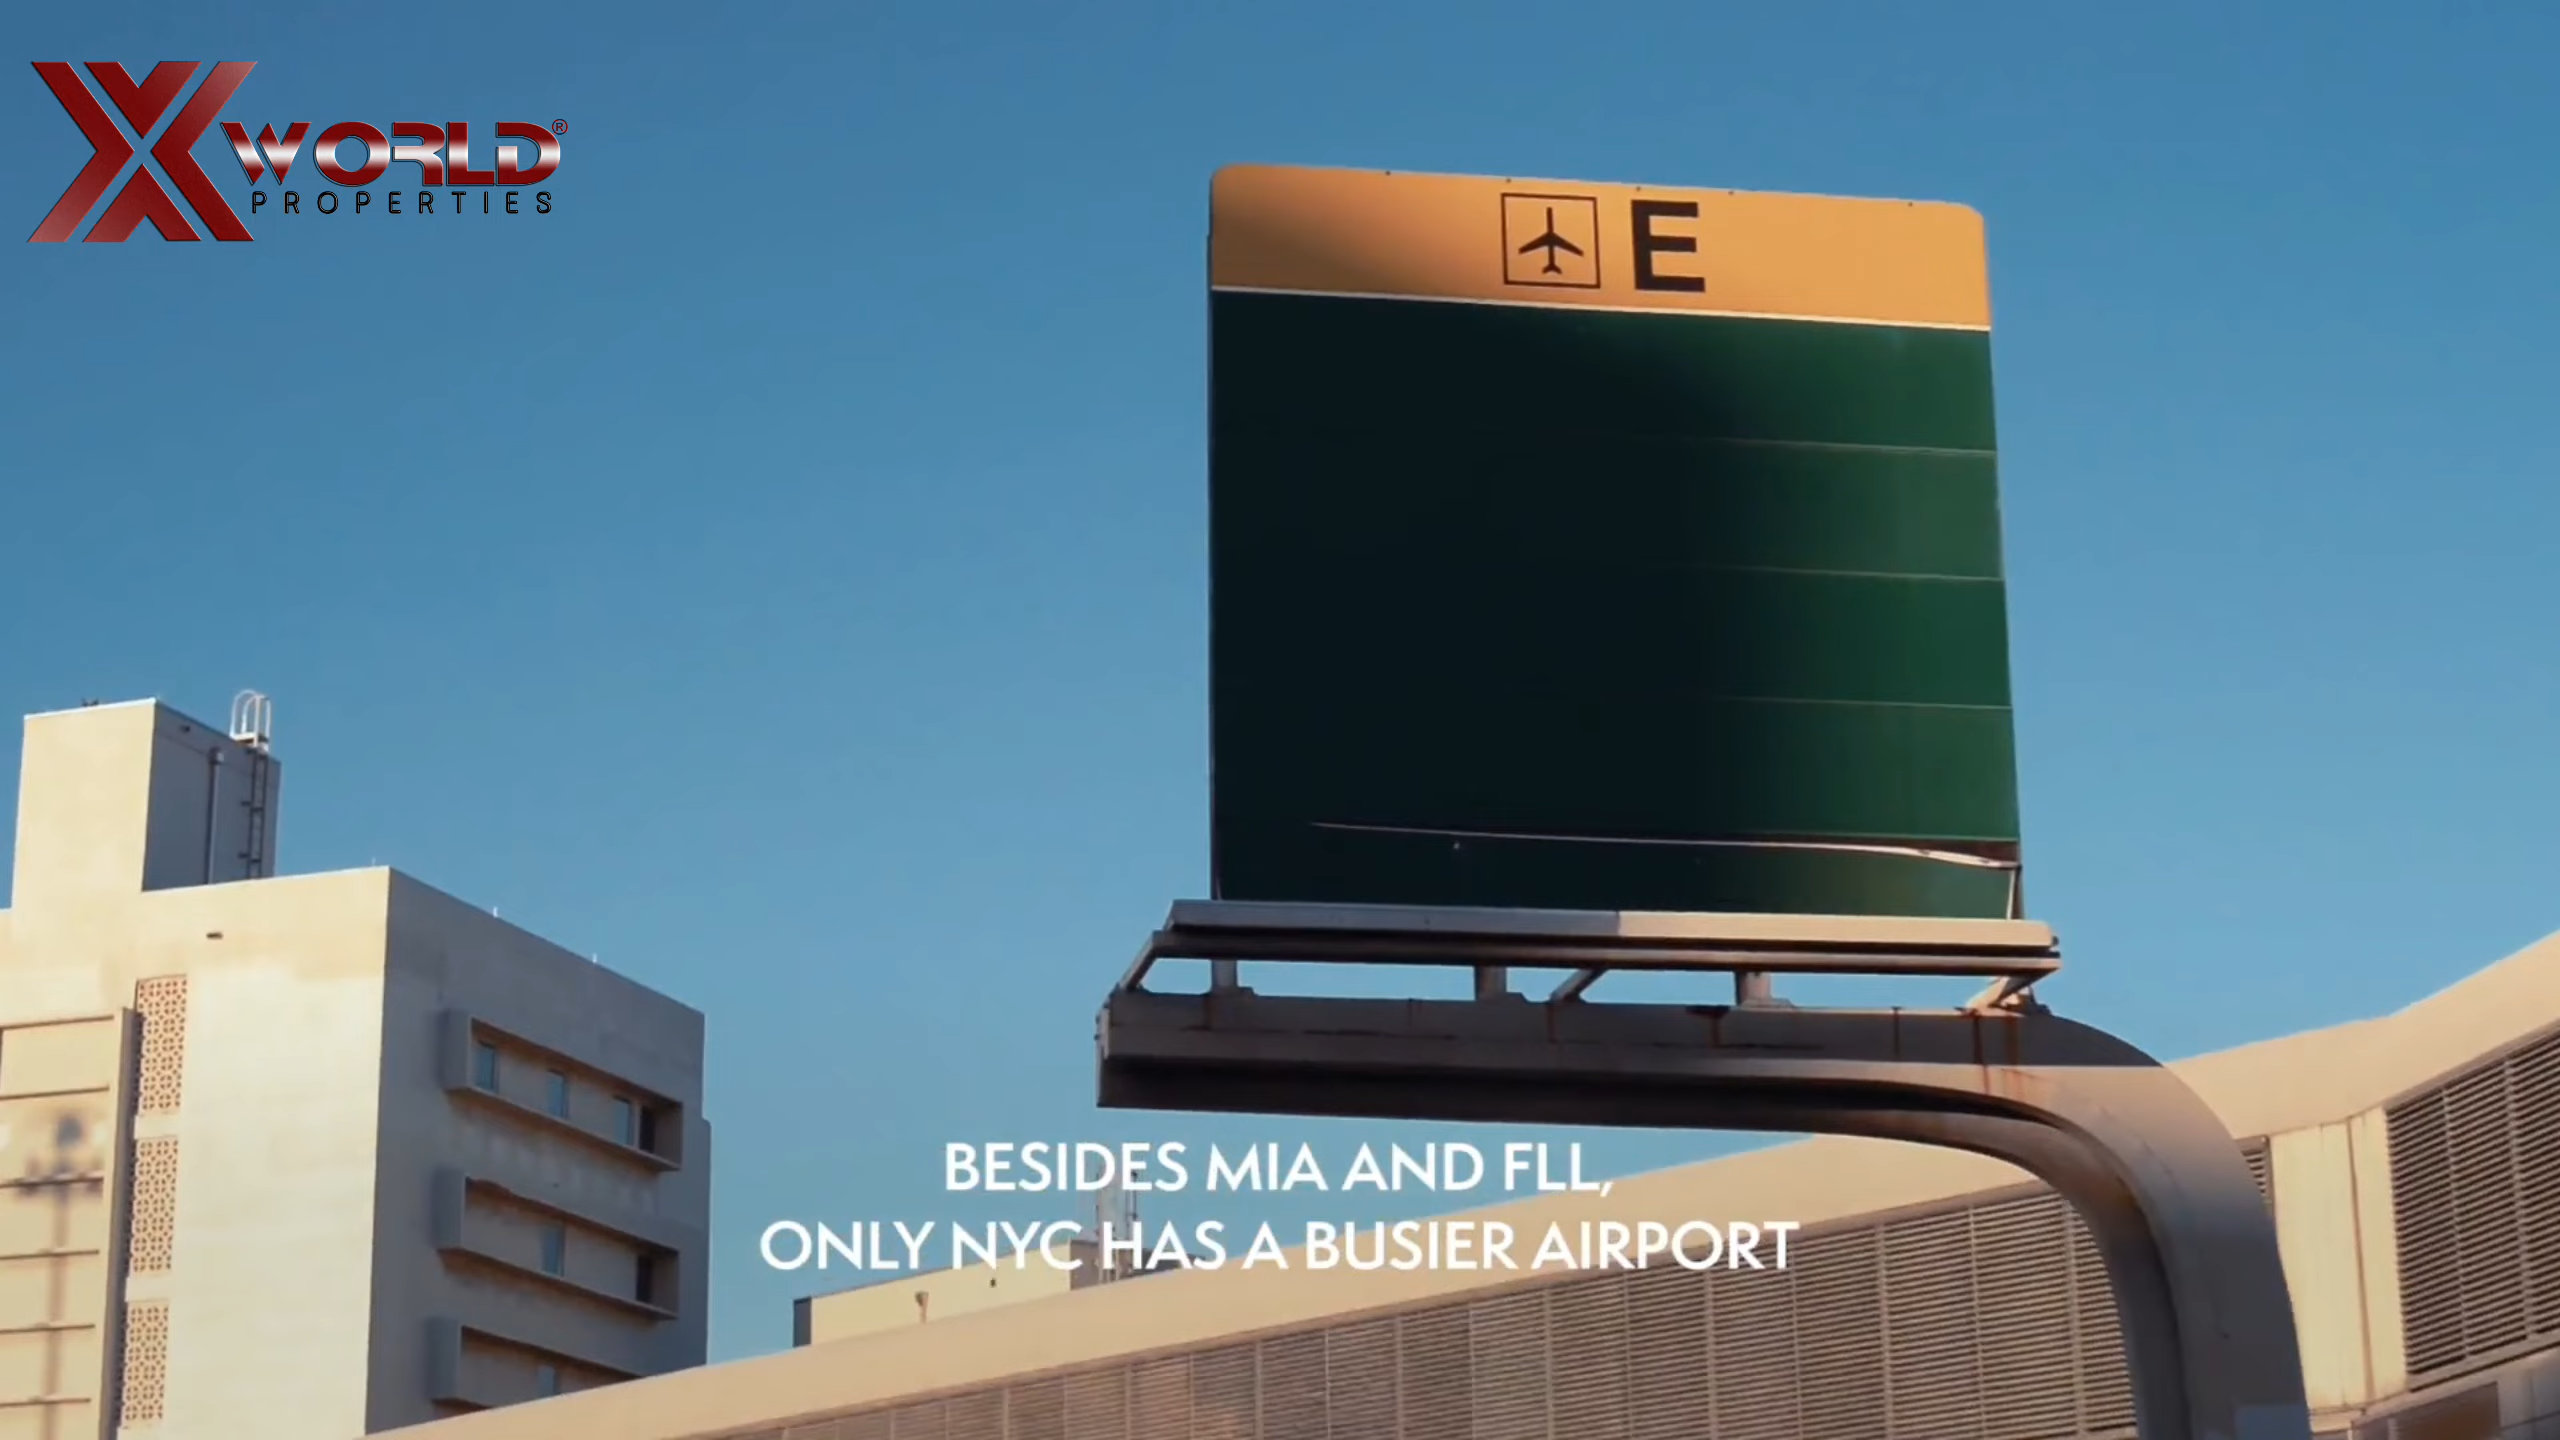 X WORLD®
PROPERTIES
E
BESIDES MIA AND FLL,
ONLY NYC HAS A BUSIER AIRPORT